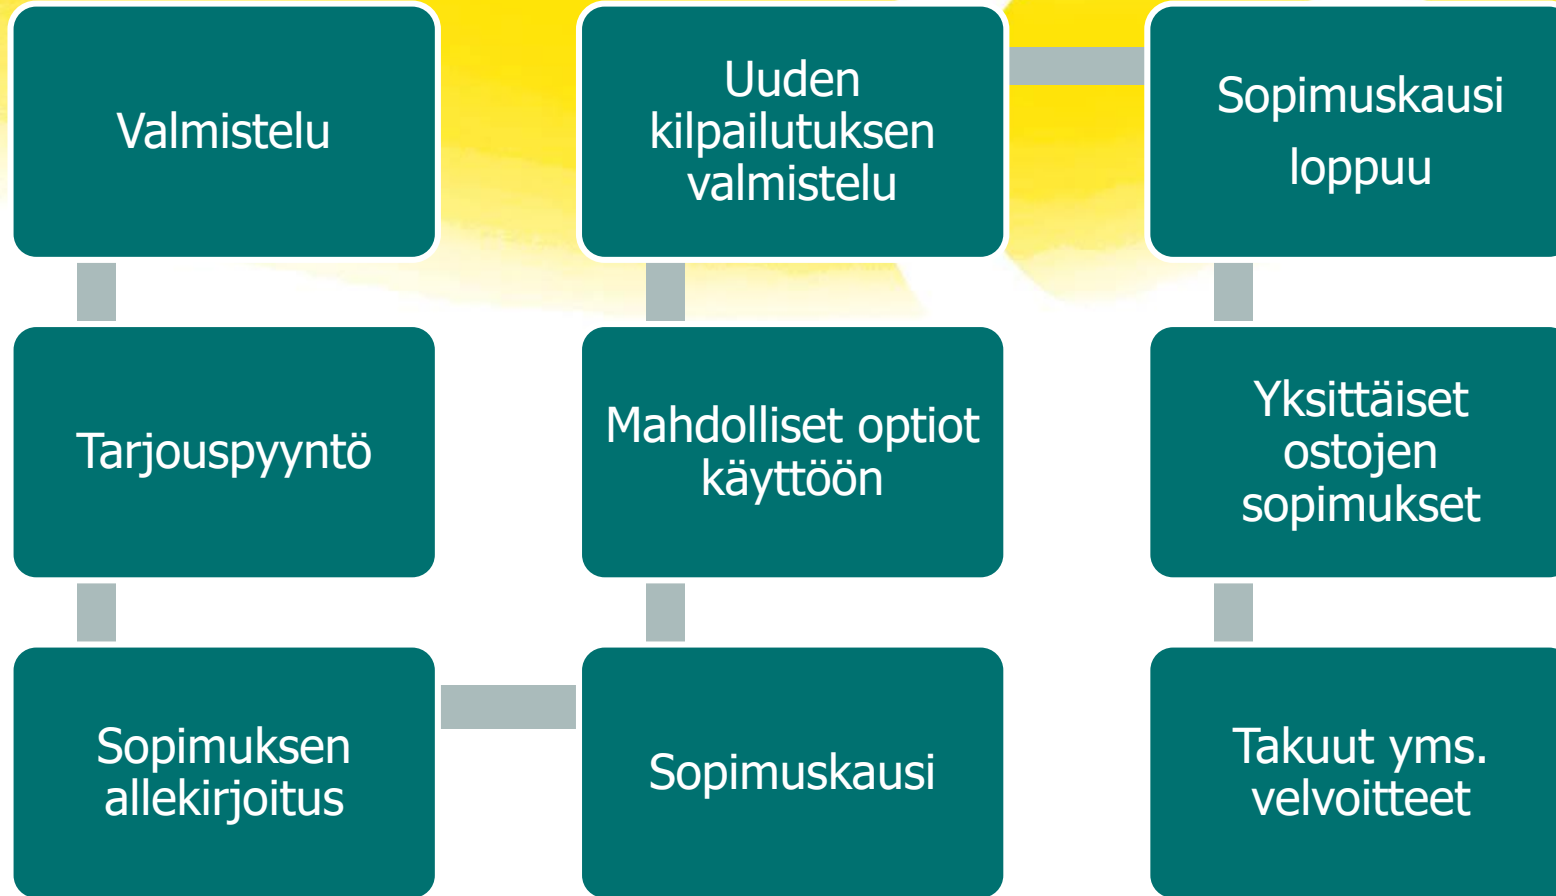 Valmistelu
Tarjouspyyntö
Sopimuksen
allekirjoitus
Sopimuskausi
Mahdolliset optiot
käyttöön
Uuden
kilpailutuksen
valmistelu
Sopimuskausi
loppuu
Yksittäiset
ostojen
sopimukset
Takuut yms.
velvoitteet